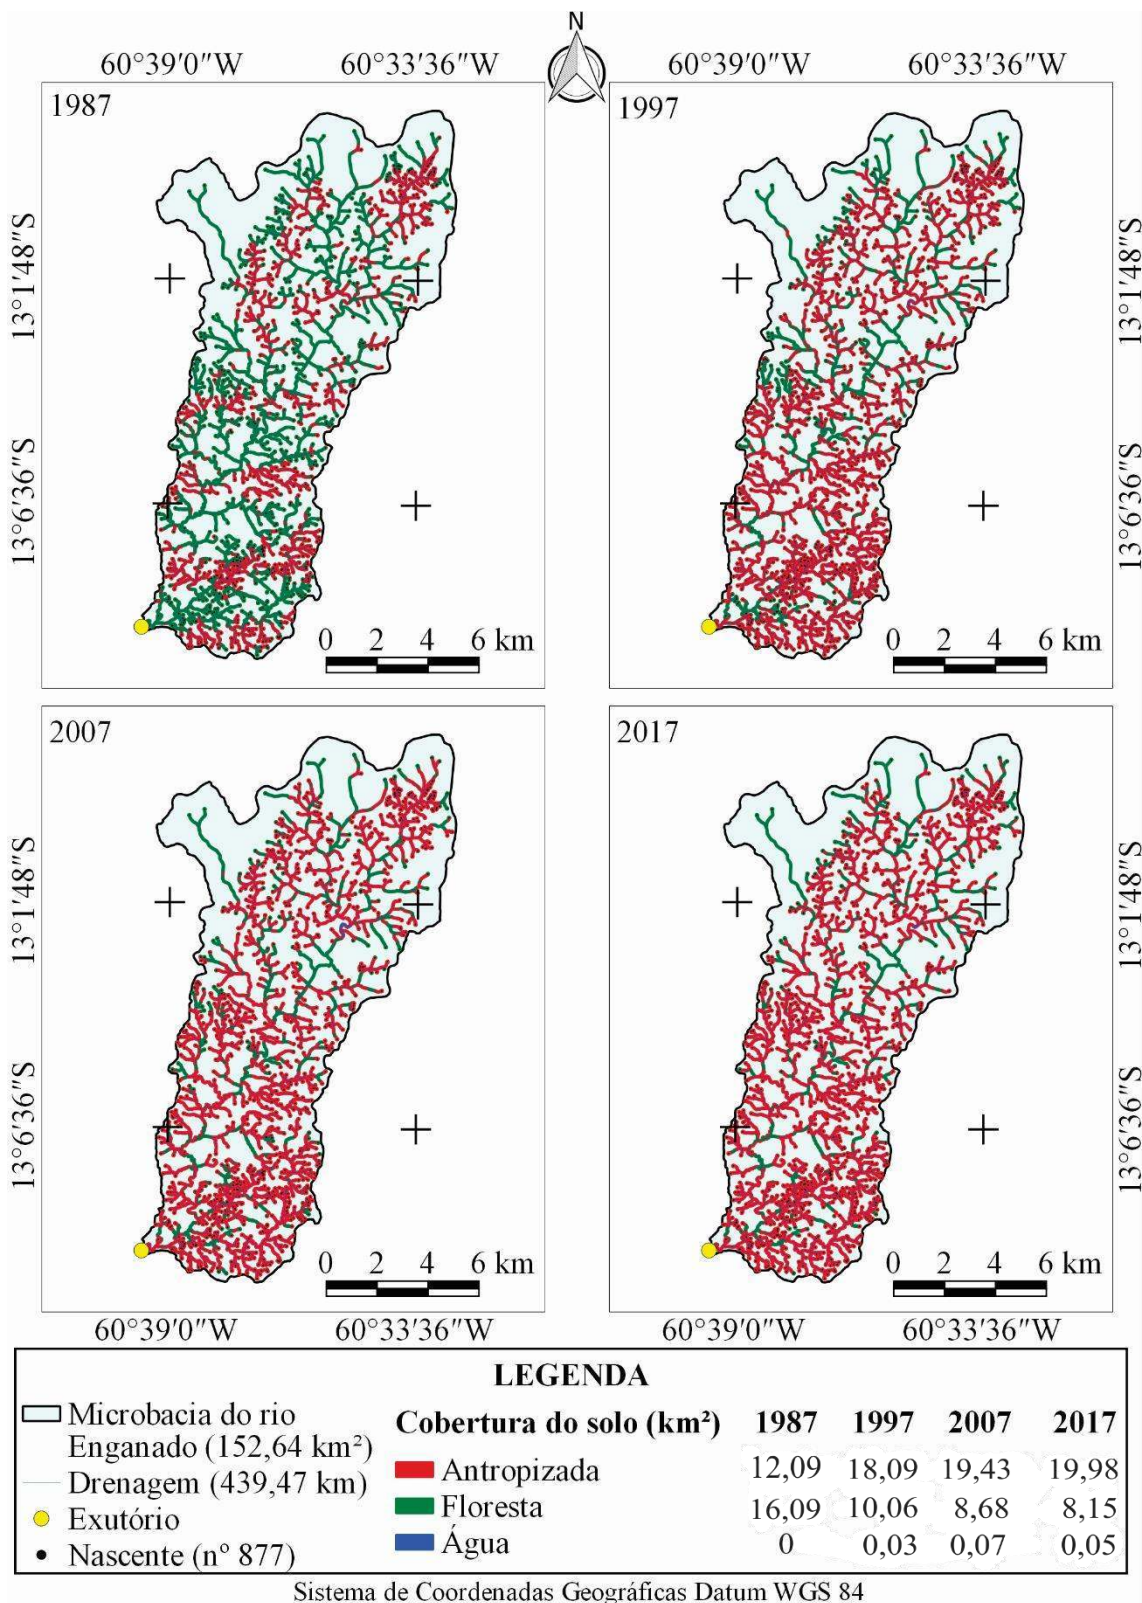 N
60°39'0"W 60°33'36"W 60°39'0"W 60°33'36"W
1987 1997
13°1'48"S 13°1'48"S
13°6'36"S 13°6'36"S
0 2 4 6 km 0 2 4 6 km
2007 2017
13°1'48"S 13°1'48"S
13°6'36"S 13°6'36"S
0 2 4 6 km 0 2 4 6 km
60°39'0"W 60°33'36"W 60°39'0"W 60°33'36"W
LEGENDA
Microbacia do rio
Enganado (152,64 km²)
Drenagem (439,47 km)
Exutório
Nascente (nº 877)
Cobertura do solo (km²) 1987 1997 2007 2017
Antropizada 12,09 18,09 19,43 19,98
Floresta 16,09 10,06 8,68 8,15
Água 0 0,03 0,07 0,05
Sistema de Coordenadas Geográficas Datum WGS 84